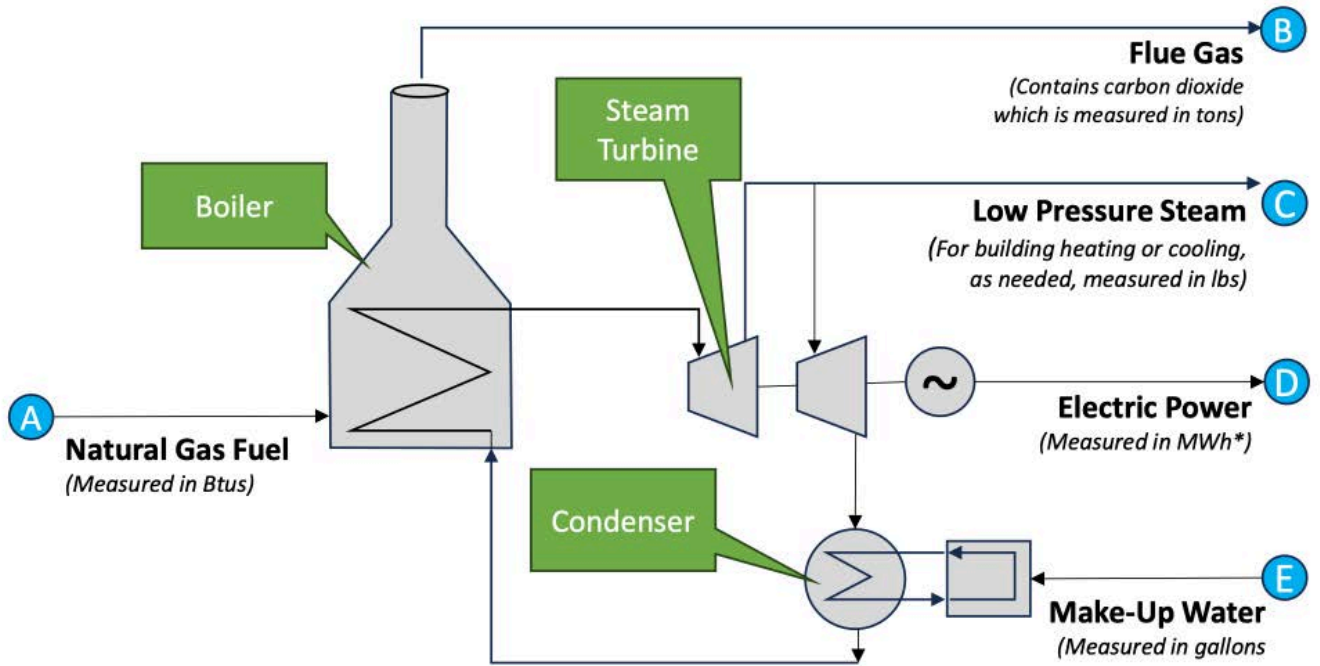 B
Flue Gas
(Contains carbon dioxide
which is measured in tons)
Steam
Turbine
Boiler
C
Low Pressure Steam
(For building heating or cooling,
as needed, measured in lbs)
~
D
Electric Power
(Measured in MWh*)
A
Natural Gas Fuel
(Measured in Btus)
Condenser
E
Make-Up Water
(Measured in gallons